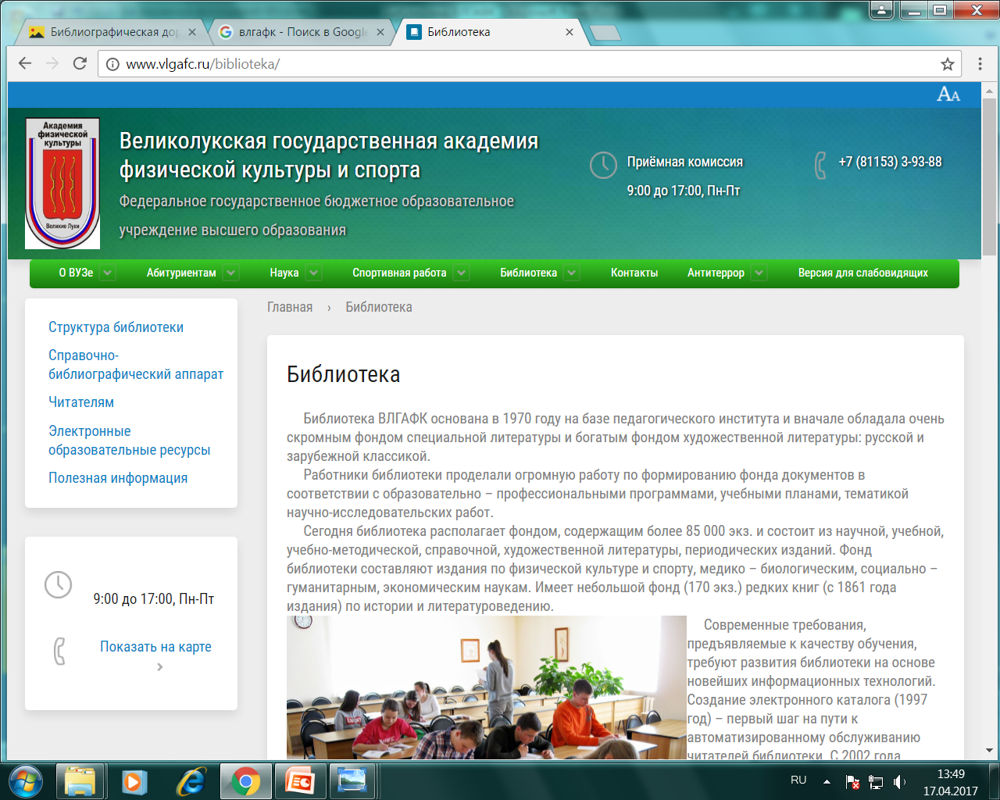 Библиографическая до
влгафк - Поиск в Google
Библиотека
www.vlgafc.ru/biblioteka/
AA
Академия
физической
культуры
Великие Луки
Великолукская государственная академия
физической культуры и спорта
Федеральное государственное бюджетное образовательное
учреждение высшего образования
Приёмная комиссия
9:00 до 17:00, Пн-Пт
+7 (81153) 3-93-88
О ВУЗе Абитуриентам Наука Спортивная работа Библиотека Контакты Антитеррор Версия для слабовидящих
Структура библиотеки
Справочно-
библиографический аппарат
Читателям
Электронные
образовательные ресурсы
Полезная информация
9:00 до 17:00, Пн-Пт
Показать на карте
Главная › Библиотека
Библиотека
Библиотека ВЛГАФК основана в 1970 году на базе педагогического института и вначале обладала очень
скромным фондом специальной литературы и богатым фондом художественной литературы: русской и
зарубежной классикой.
Работники библиотеки проделали огромную работу по формированию фонда документов в
соответствии с образовательно – профессиональными программами, учебными планами, тематикой
научно-исследовательских работ.
Сегодня библиотека располагает фондом, содержащим более 85 000 экз. и состоит из научной, учебной,
учебно-методической, справочной, художественной литературы, периодических изданий. Фонд
библиотеки составляют издания по физической культуре и спорту, медико – биологическим, социально –
гуманитарным, экономическим наукам. Имеет небольшой фонд (170 экз.) редких книг (с 1861 года
издания) по истории и литературоведению.
Современные требования,
предъявляемые к качеству обучения,
требуют развития библиотеки на основе
новейших информационных технологий.
Создание электронного каталога (1997
год) – первый шаг на пути к
автоматизированному обслуживанию
читателей библиотеки. С 2002 года
RU
13:49
17.04.2017